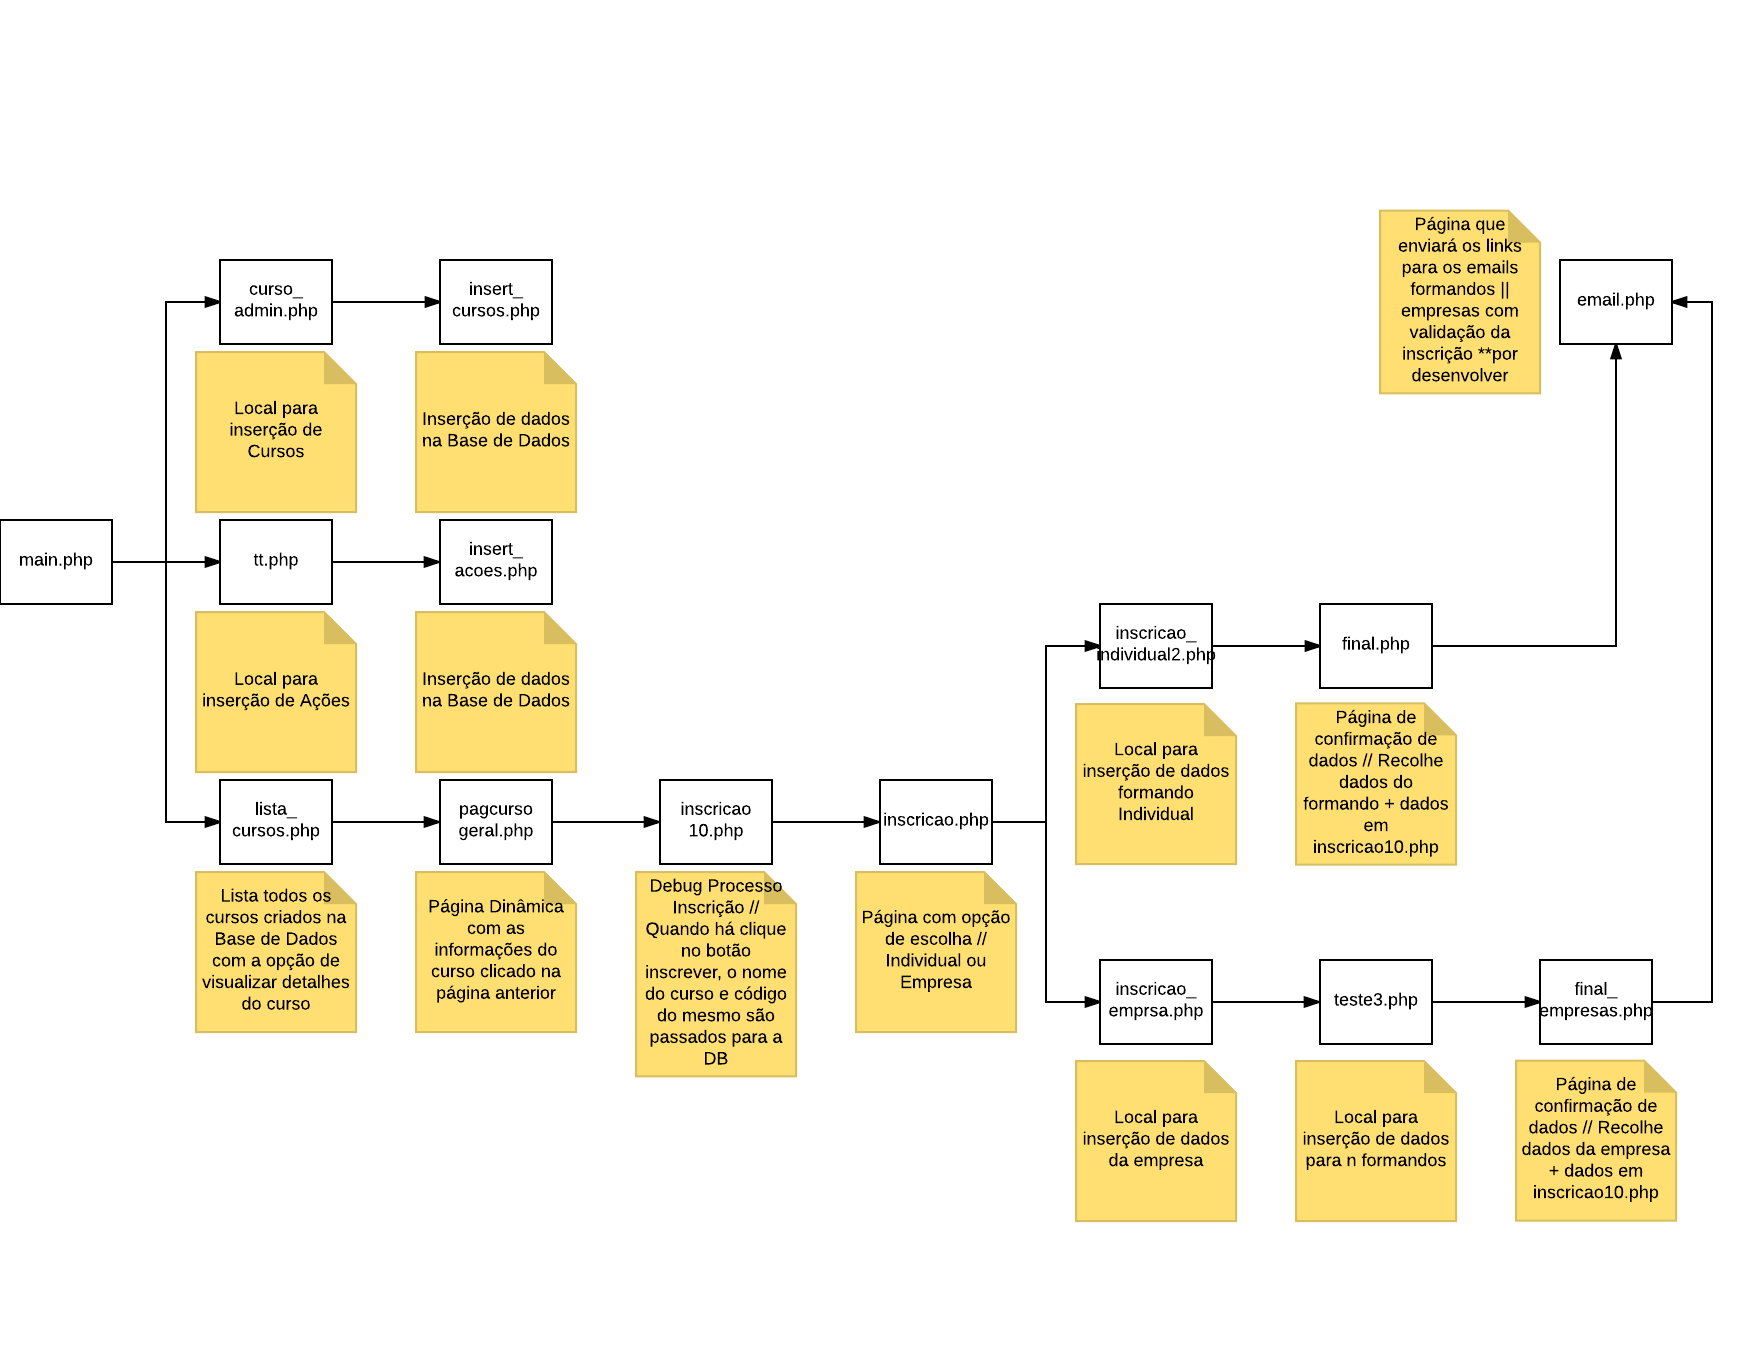 main.php
curso_
admin.php
Local para
inserção de
Cursos
insert_
cursos.php
Inserção de dados
na Base de Dados
tt.php
Local para
inserção de Ações
insert_
acoes.php
Inserção de dados
na Base de Dados
lista_
cursos.php
Lista todos os
cursos criados na
Base de Dados
com a opção de
visualizar detalhes
do curso
pagcurso
geral.php
Página Dinâmica
com as
informações do
curso clicado na
página anterior
inscricao
10.php
Debug Processo
Inscrição //
Quando há clique
no botão
inscrever, o nome
do curso e código
do mesmo são
passados para a
DB
inscricao.php
Página com opção
de escolha //
Individual ou
Empresa
inscricao_
individual2.php
Local para
inserção de dados
formando
Individual
final.php
Página de
confirmação de
dados // Recolhe
dados do
formando + dados
em
inscricao10.php
inscricao_
emprsa.php
Local para
inserção de dados
da empresa
teste3.php
Local para
inserção de dados
para n formandos
final_
empresas.php
Página de
confirmação de
dados // Recolhe
dados da empresa
+ dados em
inscricao10.php
Página que
enviará os links
para os emails
formandos ||
empresas com
validação da
inscrição **por
desenvolver
email.php